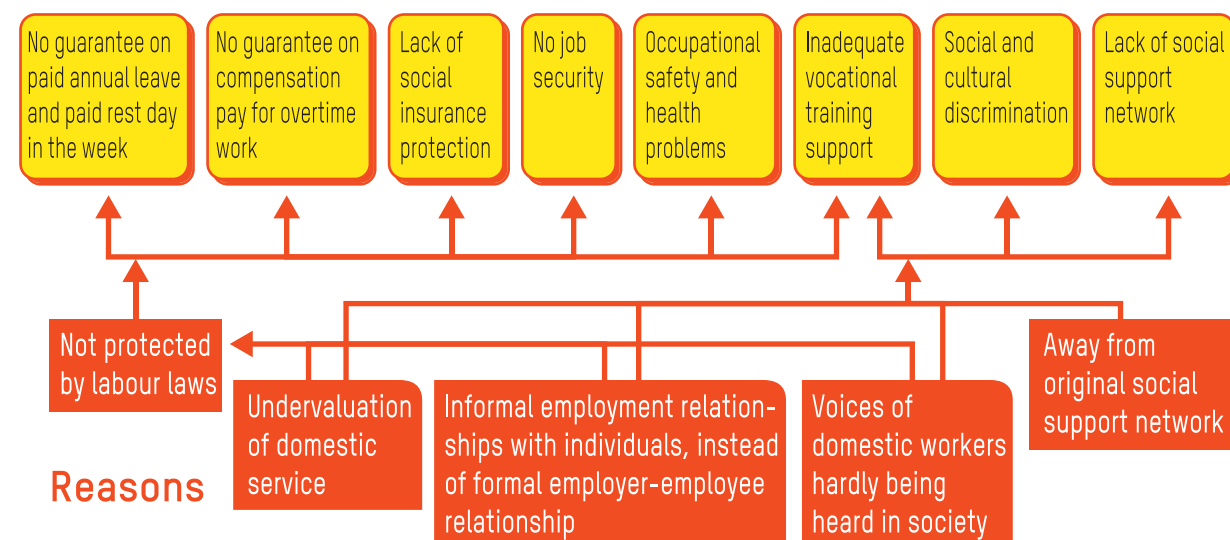 No guarantee on
paid annual leave
and paid rest day
in the week
No guarantee on
compensation
pay for overtime
work
Lack of
social
insurance
protection
No job
security
Occupational
safety and
health
problems
Inadequate
vocational
training
support
Social and
cultural
discrimination
Lack of social
support
network
Not protected
by labour laws
Undervaluation
of domestic
service
Informal employment relation-
ships with individuals, instead
of formal employer-employee
relationship
Voices of
domestic workers
hardly being
heard in society
Away from
original social
support network
Reasons